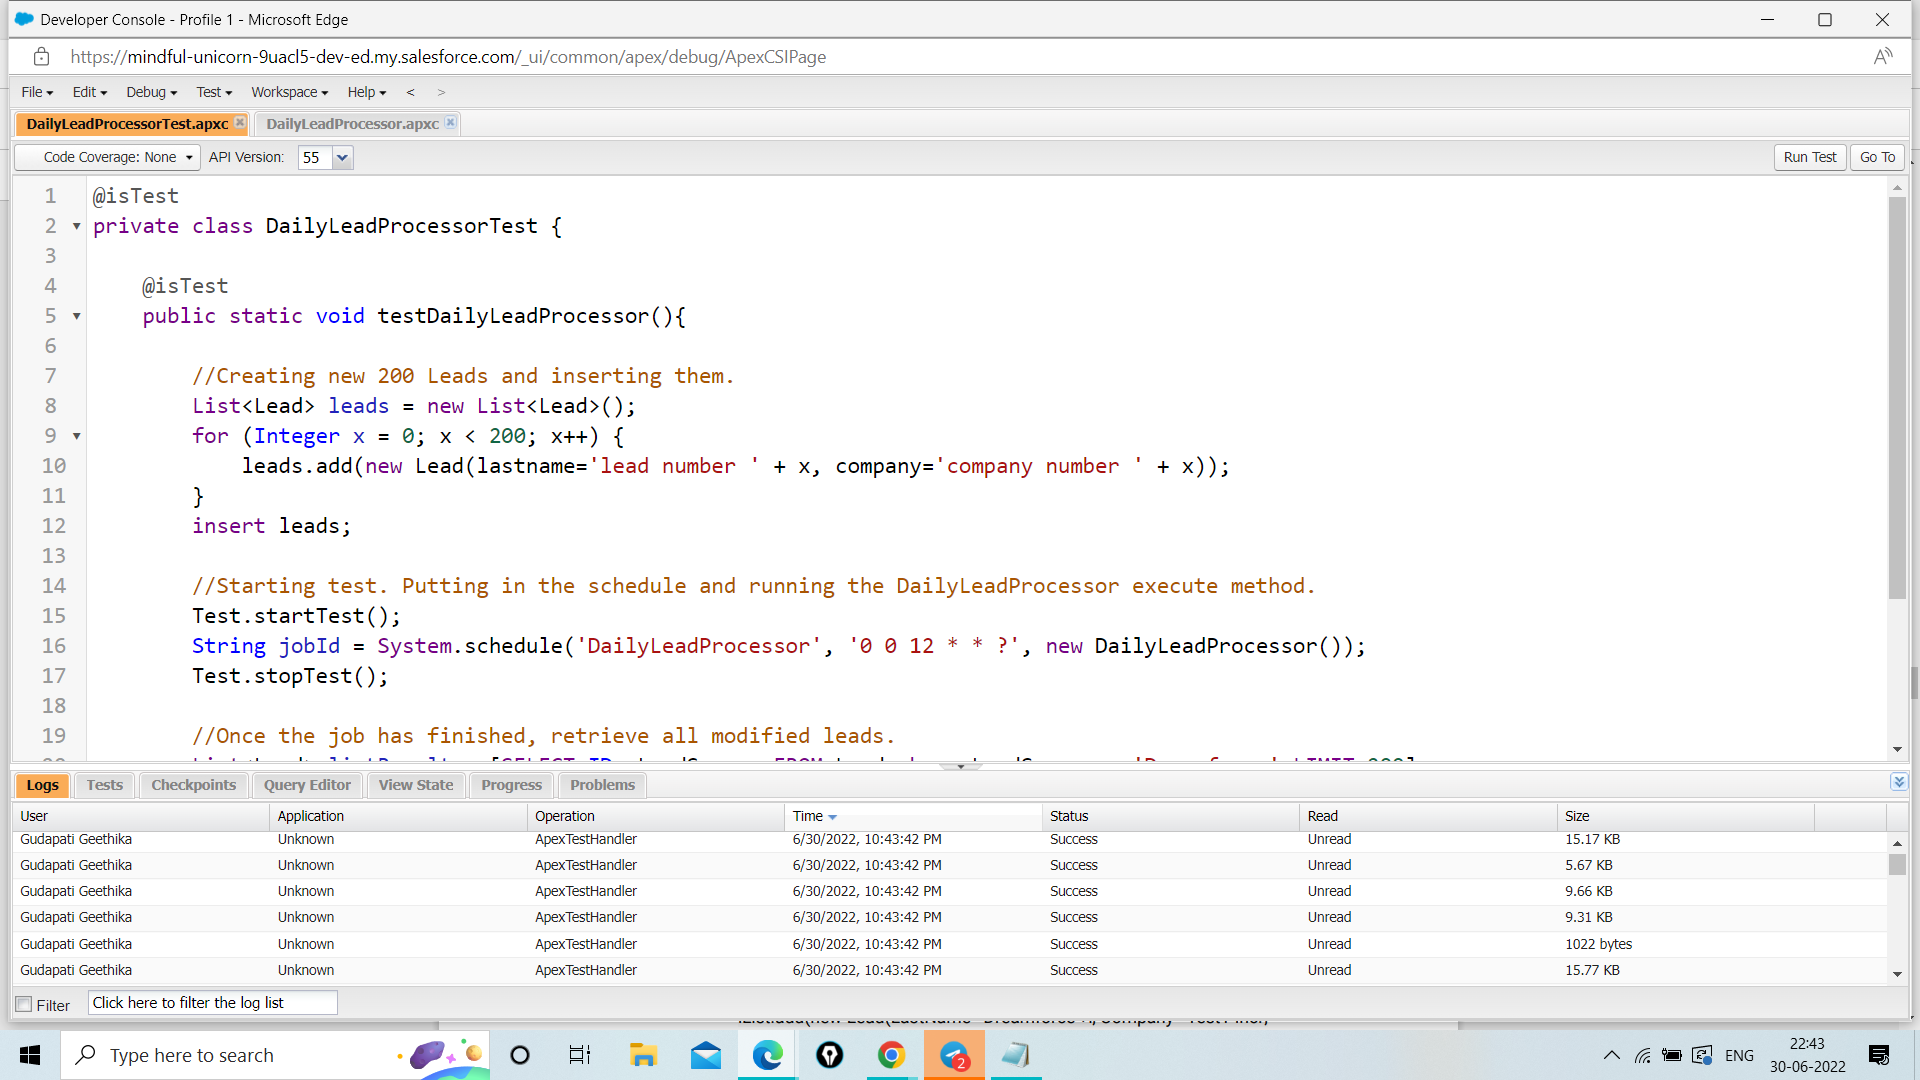 Developer Console - Profile 1 - Microsoft Edge
https://mindful-unicorn-9uacl5-dev-ed.my.salesforce.com/_ui/common/apex/debug/ApexCSIPage
File Edit Debug Test Workspace Help < >
DailyLeadProcessorTest.apxc DailyLeadProcessor.apxc
Code Coverage: None API Version: 55 Run Test Go To
1 @isTest
2 private class DailyLeadProcessorTest {
3
4 @isTest
5 public static void testDailyLeadProcessor(){
6
7 //Creating new 200 Leads and inserting them.
8 List<Lead> leads = new List<Lead>();
9 for (Integer x = 0; x < 200; x++) {
10 leads.add(new Lead(lastname='lead number ' + x, company='company number ' + x));
11 }
12 insert leads;
13
14 //Starting test. Putting in the schedule and running the DailyLeadProcessor execute method.
15 Test.startTest();
16 String jobId = System.schedule('DailyLeadProcessor', '0 0 12 * * ?', new DailyLeadProcessor());
17 Test.stopTest();
18
19 //Once the job has finished, retrieve all modified leads.
Logs Tests Checkpoints Query Editor View State Progress Problems
User Application Operation Time Status Read Size
Gudapati Geethika Unknown ApexTestHandler 6/30/2022, 10:43:42 PM Success Unread 15.17 KB
Gudapati Geethika Unknown ApexTestHandler 6/30/2022, 10:43:42 PM Success Unread 5.67 KB
Gudapati Geethika Unknown ApexTestHandler 6/30/2022, 10:43:42 PM Success Unread 9.66 KB
Gudapati Geethika Unknown ApexTestHandler 6/30/2022, 10:43:42 PM Success Unread 9.31 KB
Gudapati Geethika Unknown ApexTestHandler 6/30/2022, 10:43:42 PM Success Unread 1022 bytes
Gudapati Geethika Unknown ApexTestHandler 6/30/2022, 10:43:42 PM Success Unread 15.77 KB
Filter Click here to filter the log list
Type here to search
2
ENG
22:43
30-06-2022